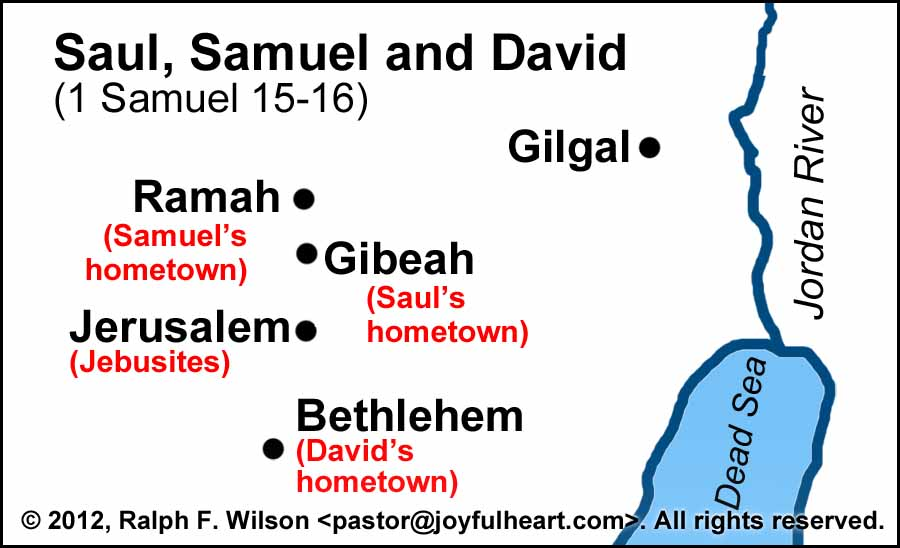 Saul, Samuel and David
(1 Samuel 15-16)
Gilgal
Jordan River
Ramah
(Samuel's
hometown)
Gibeah
(Saul's
hometown)
Jerusalem
(Jebusites)
Dead Sea
Bethlehem
(David's
hometown)
© 2012, Ralph F. Wilson <pastor@joyfulheart.com>. All rights reserved.